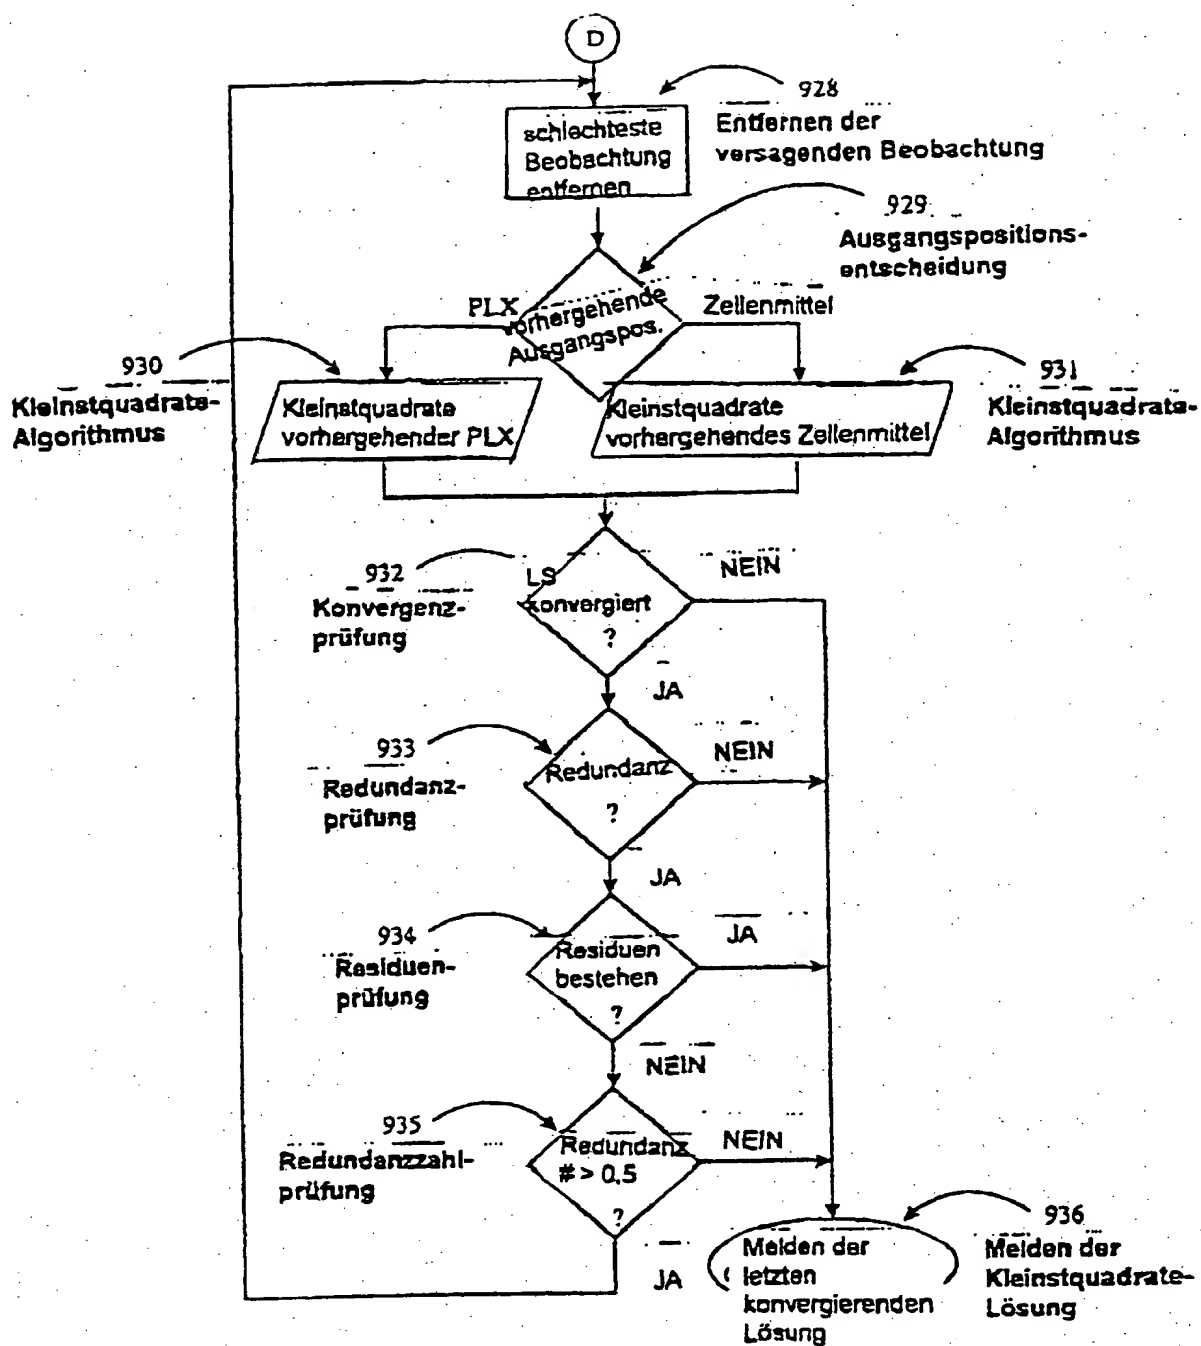 D
928
Entfernen der
versagenden Beobachtung
schlechteste
Beobachtung
entfernen
929
Ausgangspositions-
entscheidung
PLX
vorhergehende
Ausgangspos.
Zellenmittel
930
Kleinstquadrate-
Algorithmus
Kleinstquadrate
vorhergehender PLX
Kleinstquadrate
vorhergehendes Zellenmittel
931
Kleinstquadrate-
Algorithmus
932
Konvergenz-
prüfung
LS
konvergiert
?
NEIN
JA
933
Redundanz-
prüfung
Redundanz
?
NEIN
JA
934
Residuen-
prüfung
Residuen
bestehen
?
JA
NEIN
935
Redundanzzahl-
prüfung
Redundanz
# > 0,5
?
NEIN
JA
Melden der
letzten
konvergierenden
Lösung
936
Melden der
Kleinstquadrate-
Lösung